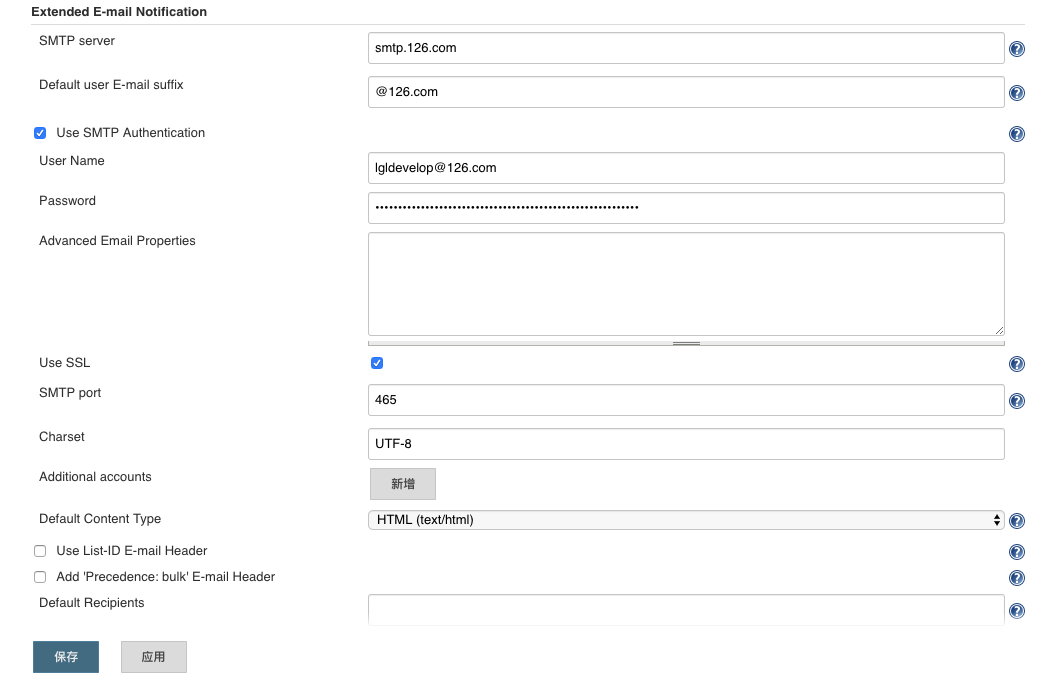 Extended E-mail Notification
SMTP server
smtp.126.com
Default user E-mail suffix
@126.com
Use SMTP Authentication
User Name
lgldevelop@126.com
Password
Advanced Email Properties
Use SSL
SMTP port
465
Charset
UTF-8
Additional accounts
新增
Default Content Type
HTML (text/html)
Use List-ID E-mail Header
Add 'Precedence: bulk' E-mail Header
Default Recipients
保存 应用